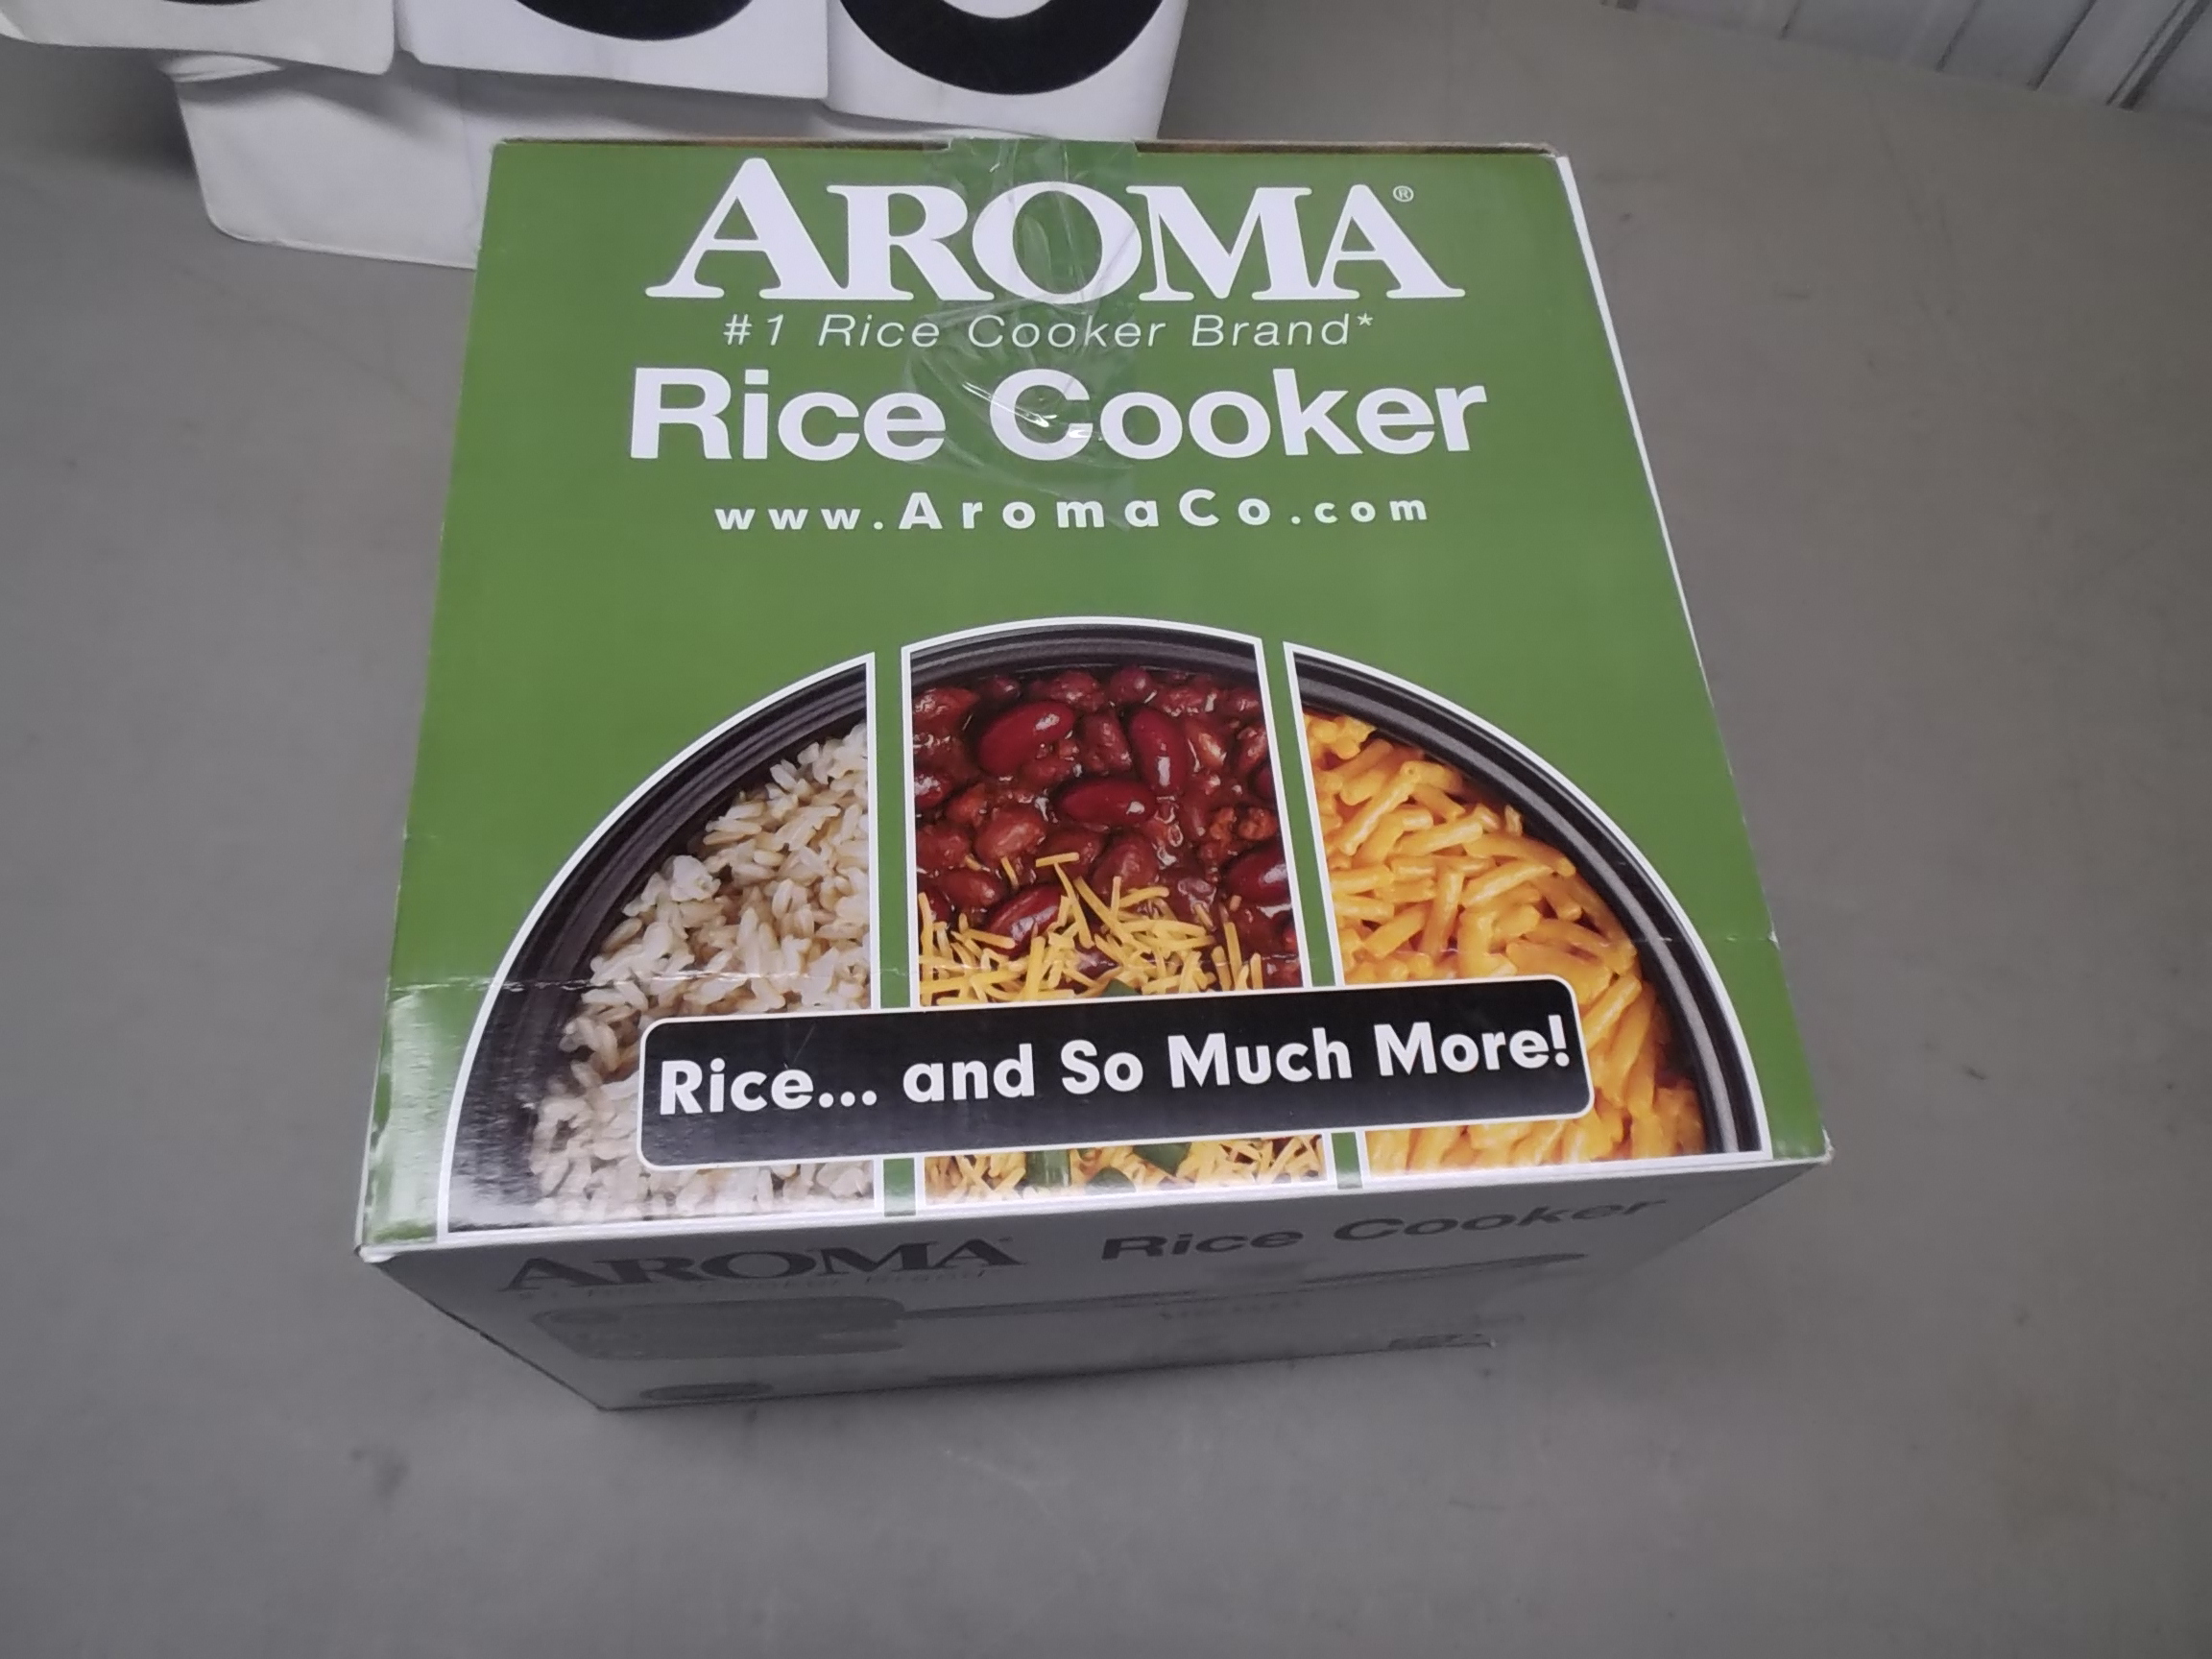 AROMA®
#1 Rice Cooker Brand*
Rice Cooker
www.AromaCo.com
Rice... and So Much More!
AROMA Rice Cooker